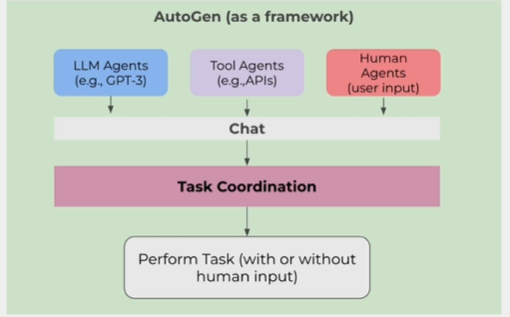 AutoGen (as a framework)
LLM Agents
(e.g., GPT-3)
Tool Agents
(e.g.,APIs)
Human
Agents
(user input)
Chat
Task Coordination
Perform Task (with or without
human input)